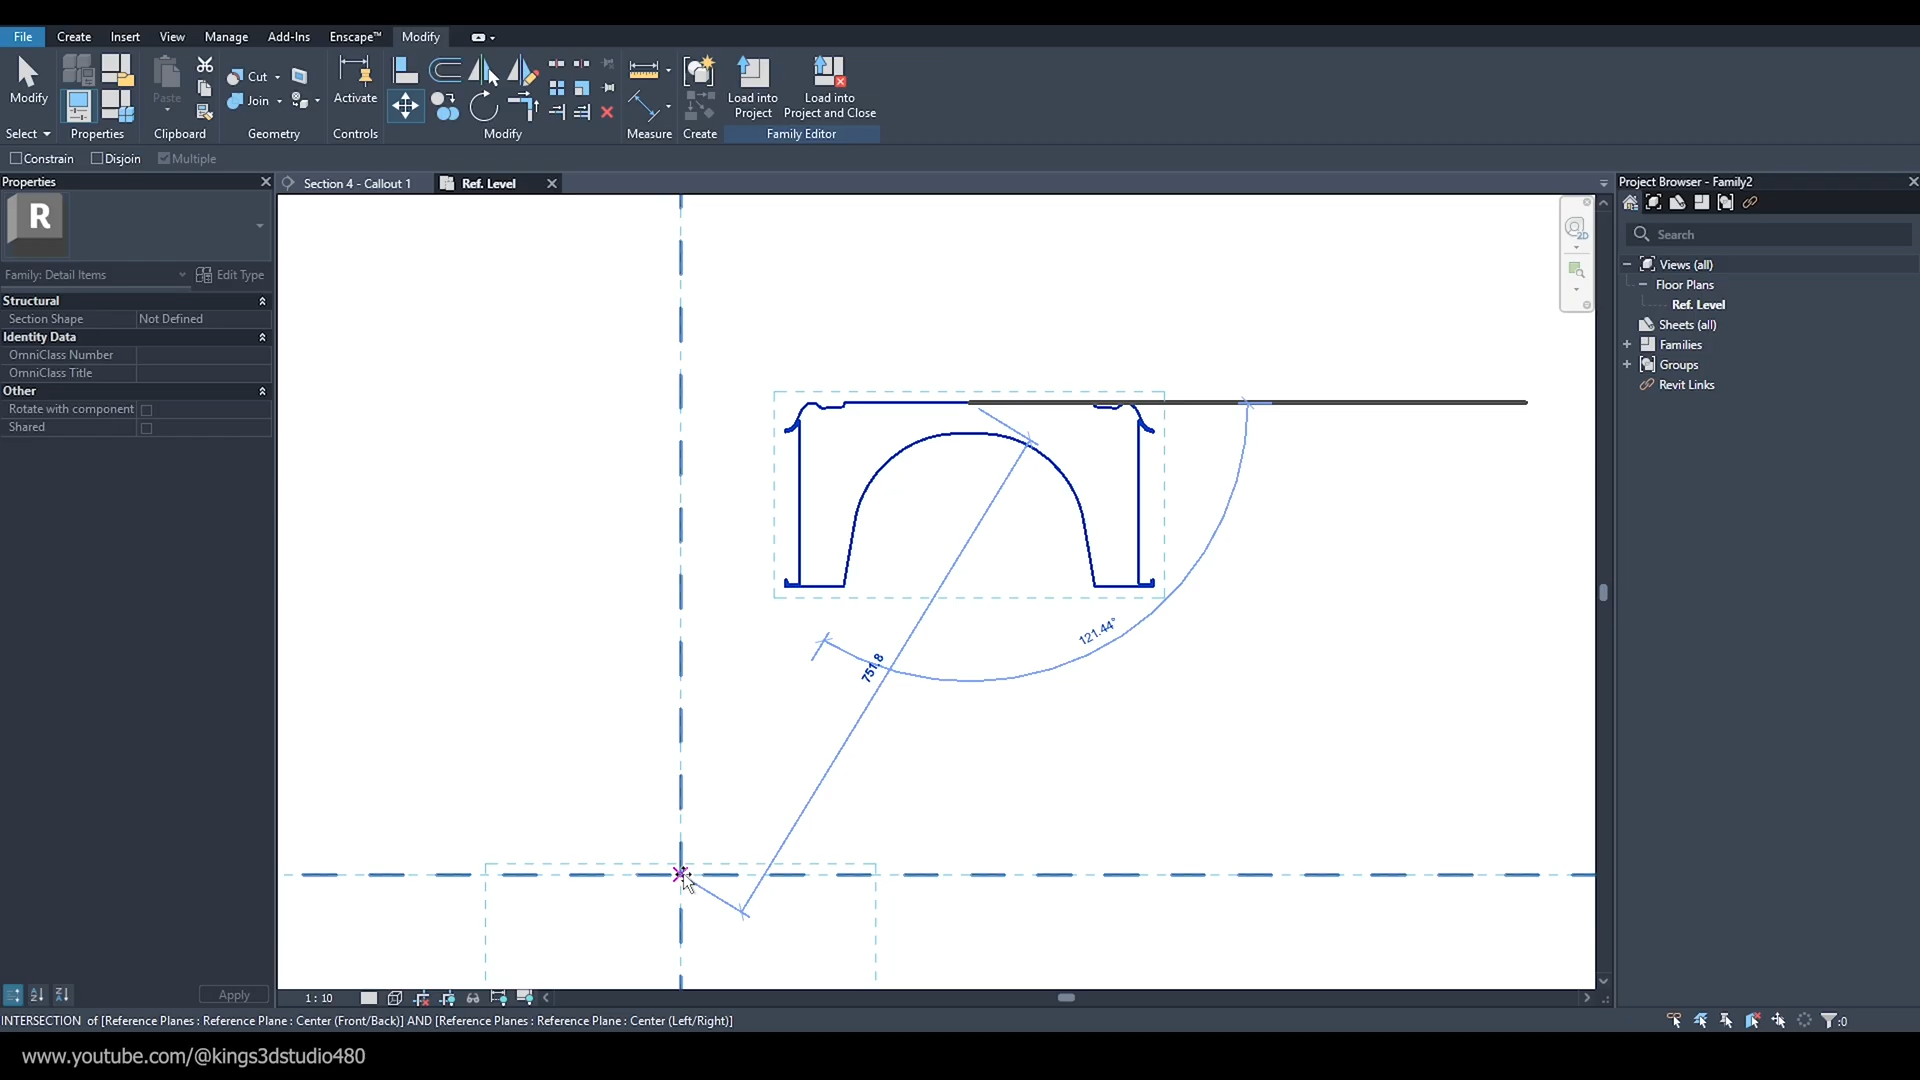 File Create Insert View Manage Add-Ins Enscape™ Modify
Modify
Select
Properties
Paste
Clipboard
Cut
Join
Geometry
Activate
Controls
Modify
Measure
Create
Load into
Project
Load into
Project and Close
Family Editor
Constrain Disjoin Multiple
Properties
R
Family: Detail Items
Edit Type
Structural
Section Shape Not Defined
Identity Data
OmniClass Number
OmniClass Title
Other
Rotate with component
Shared
Apply
Section 4 - Callout 1
Ref. Level
2D
751.8
121.44°
1 : 10
Project Browser - Family2
Search
Views (all)
Floor Plans
Ref. Level
Sheets (all)
Families
Groups
Revit Links
INTERSECTION of [Reference Planes : Reference Plane : Center (Front/Back)] AND [Reference Planes : Reference Plane : Center (Left/Right)]
:0
www.youtube.com/@kings3dstudio480